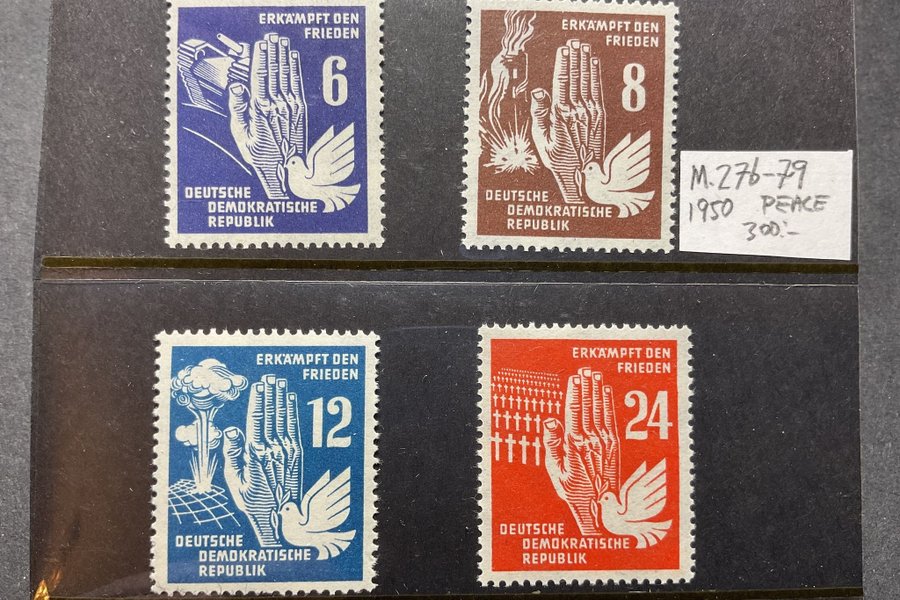 ERKÄMPFT DEN
FRIEDEN
6
DEUTSCHE
DEMOKRATISCHE
REPUBLIK
ERKÄMPFT DEN
FRIEDEN
8
DEUTSCHE
DEMOKRATISCHE
REPUBLIK
M.276-79
1950 PEACE
300:-
ERKÄMPFT DEN
FRIEDEN
12
DEUTSCHE
DEMOKRATISCHE
REPUBLIK
ERKÄMPFT DEN
FRIEDEN
24
DEUTSCHE
DEMOKRATISCHE
REPUBLIK